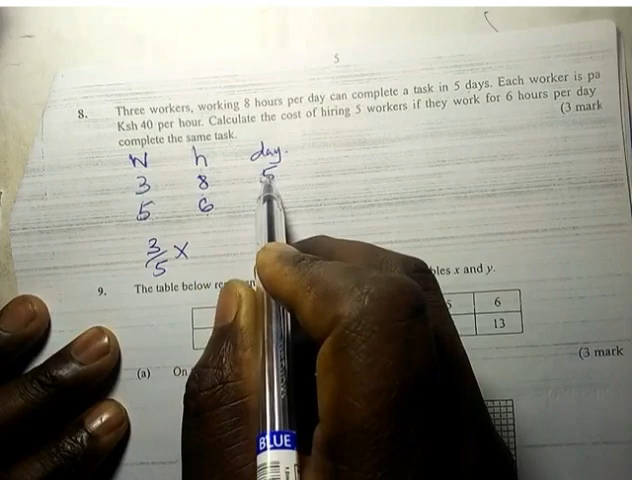 5
8. Three workers, working 8 hours per day can complete a task in 5 days. Each worker is pa
Ksh 40 per hour. Calculate the cost of hiring 5 workers if they work for 6 hours per day
complete the same task. (3 mark
W h day.
3 8 5
5 6
3/5 X
9. The table below re bles x and y.
5 6
13
(3 mark
(a) On
BLUE